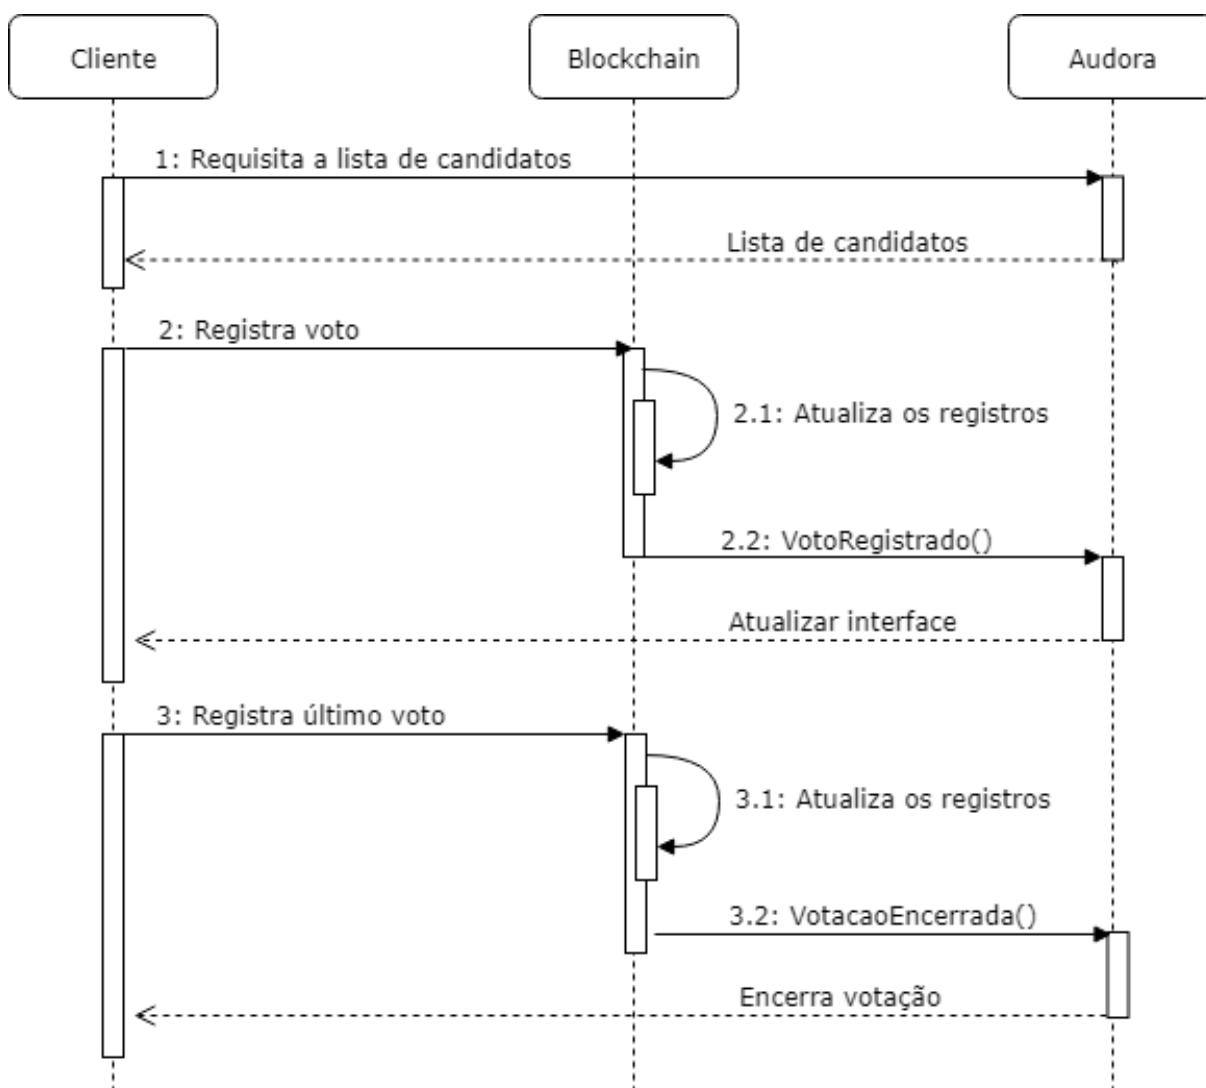 Cliente
Blockchain
Audora
1: Requisita a lista de candidatos
Lista de candidatos
2: Registra voto
2.1: Atualiza os registros
2.2: VotoRegistrado()
Atualizar interface
3: Registra último voto
3.1: Atualiza os registros
3.2: VotacaoEncerrada()
Encerra votação